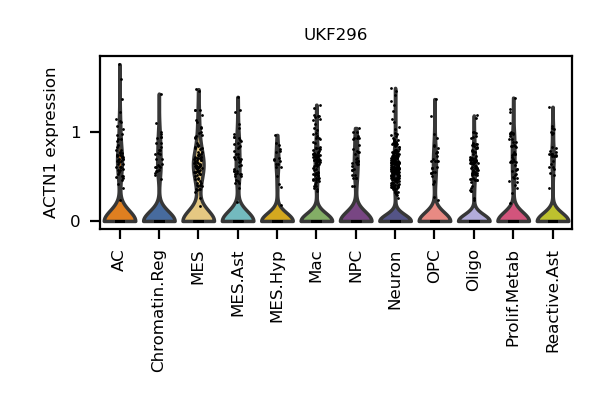 UKF296
ACTN1 expression
1
0
AC
Chromatin.Reg
MES
MES.Ast
MES.Hyp
Mac
NPC
Neuron
OPC
Oligo
Prolif.Metab
Reactive.Ast